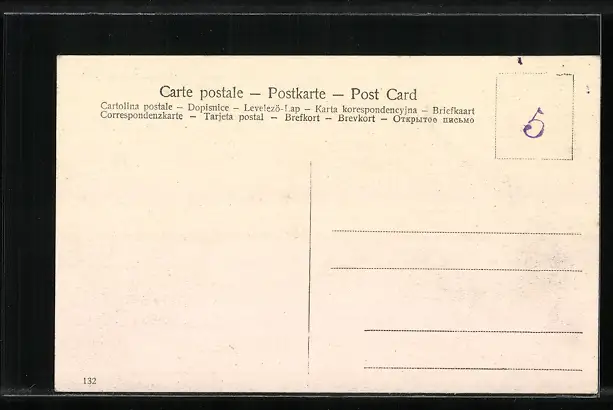 Carte postale – Postkarte – Post Card
Cartolina postale – Dopisnice – Levelező-Lap – Karta korespondencyjna – Briefkaart
Correspondenzkarte – Tarjeta postal – Brefkort – Brevkort – Открытое письмо
5
132